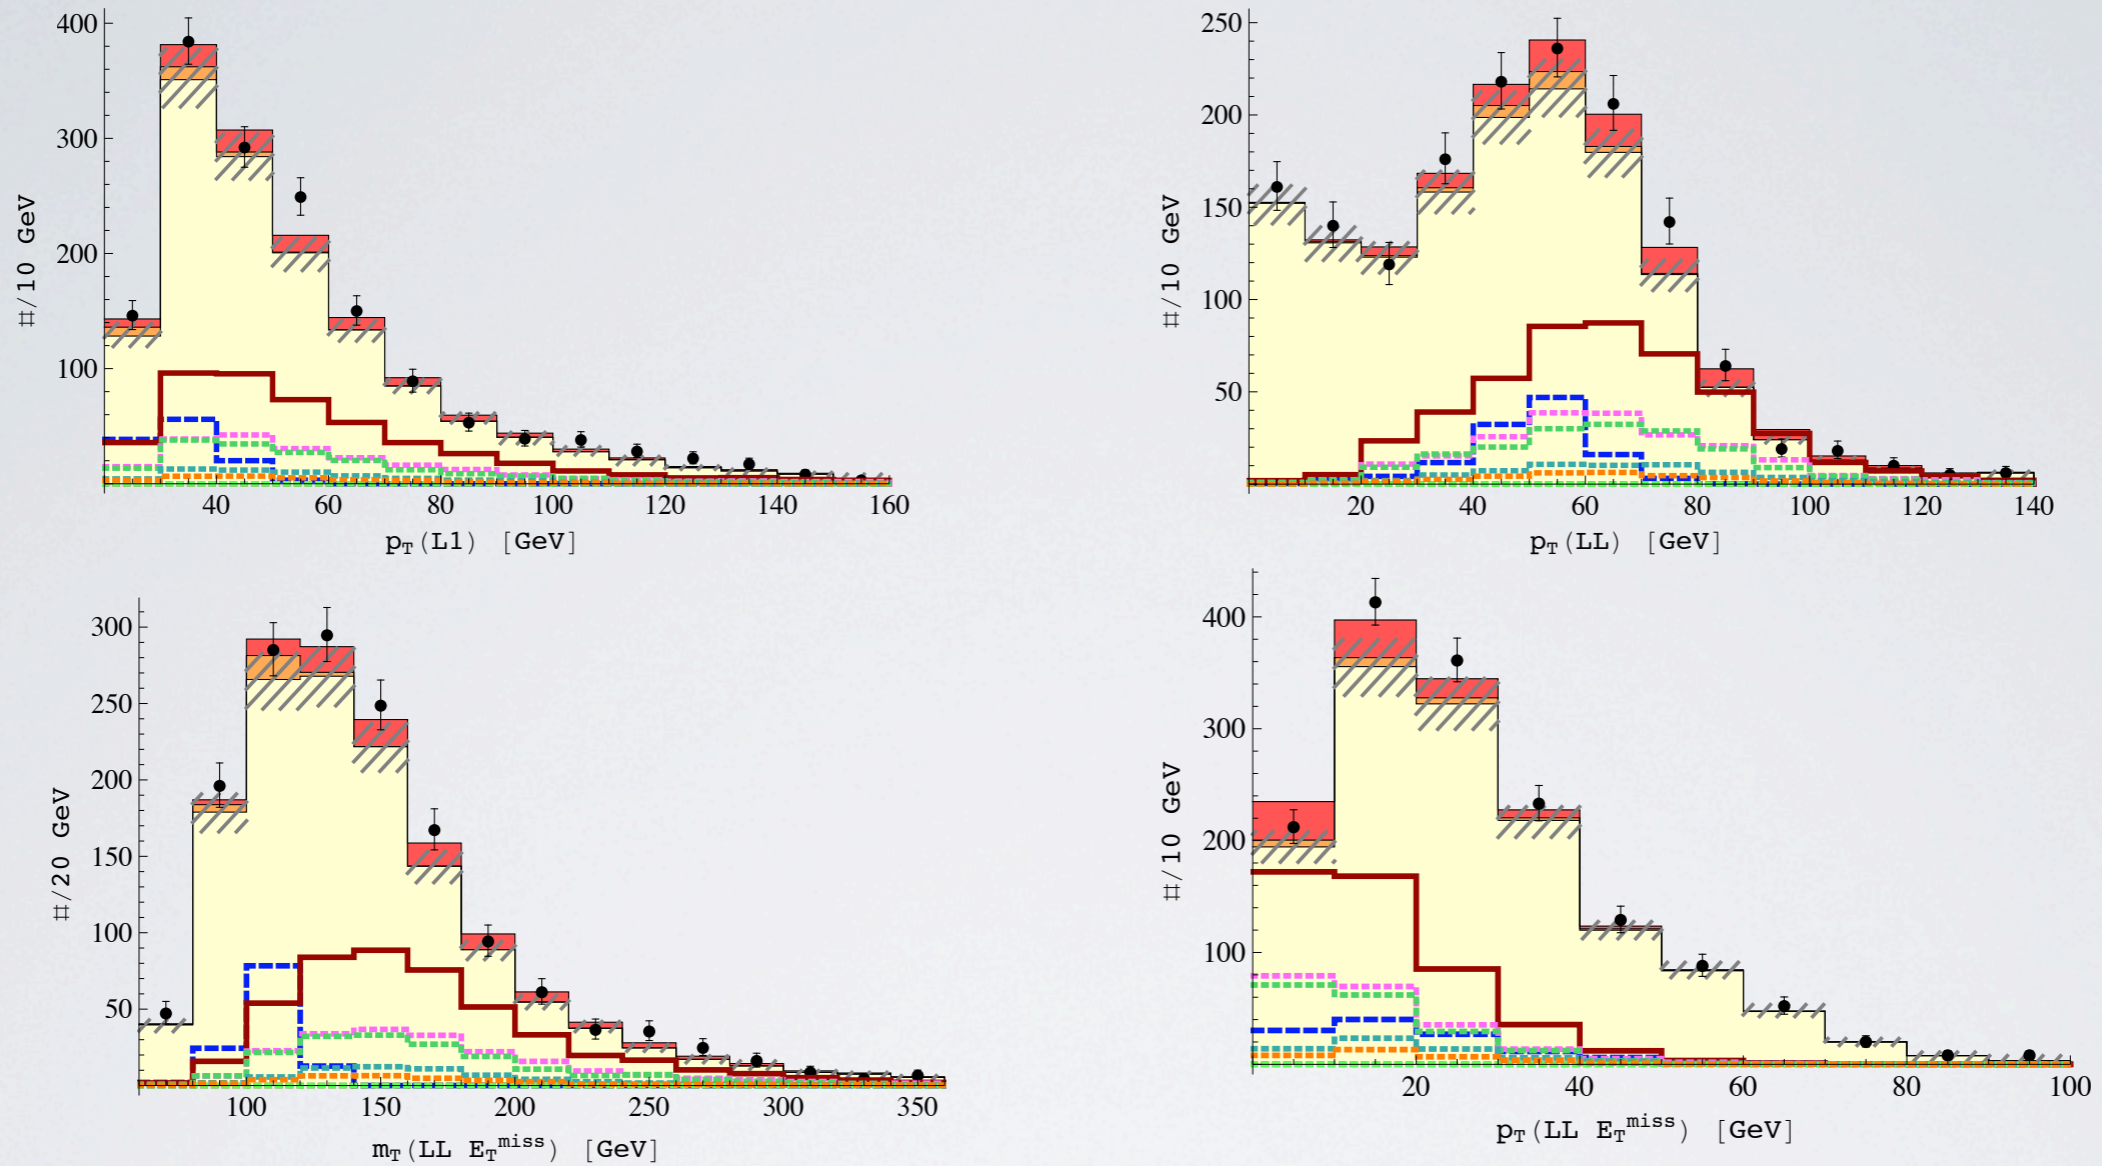 400
300
200
100
#/10 GeV
40 60 80 100 120 140 160
pT(L1) [GeV]
250
200
150
100
50
#/10 GeV
20 40 60 80 100 120 140
pT(LL) [GeV]
300
250
200
150
100
50
#/20 GeV
100 150 200 250 300 350
mT(LL ETmiss) [GeV]
400
300
200
100
#/10 GeV
20 40 60 80 100
pT(LL ETmiss) [GeV]